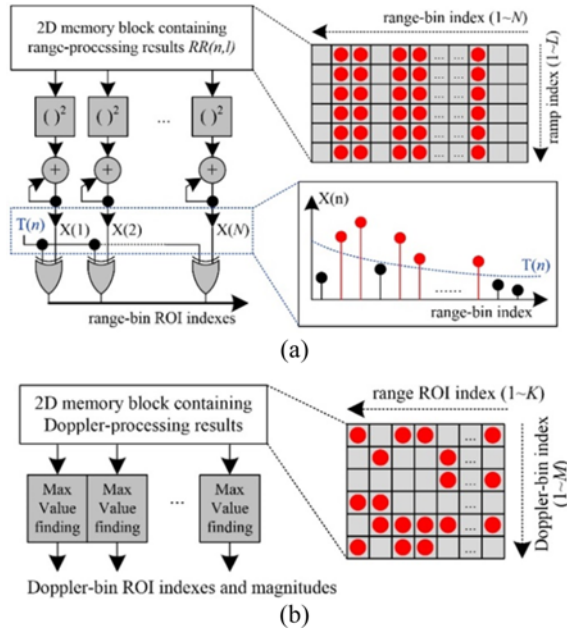 2D memory block containing
range-processing results RR(n,l)
range-bin index (1~N)
ramp index (1~L)
... ...
... ...
... ...
... ...
... ...
... ...
( )² ( )² ... ( )²
+ + +
T(n) X(1) X(2) X(N)
range-bin ROI indexes
X(n)
T(n)
......
range-bin index
(a)
2D memory block containing
Doppler-processing results
range ROI index (1~K)
Doppler-bin index
(1~M)
...
...
...
...
...
...
Max
Value
finding
Max
Value
finding
...
Max
Value
finding
Doppler-bin ROI indexes and magnitudes
(b)